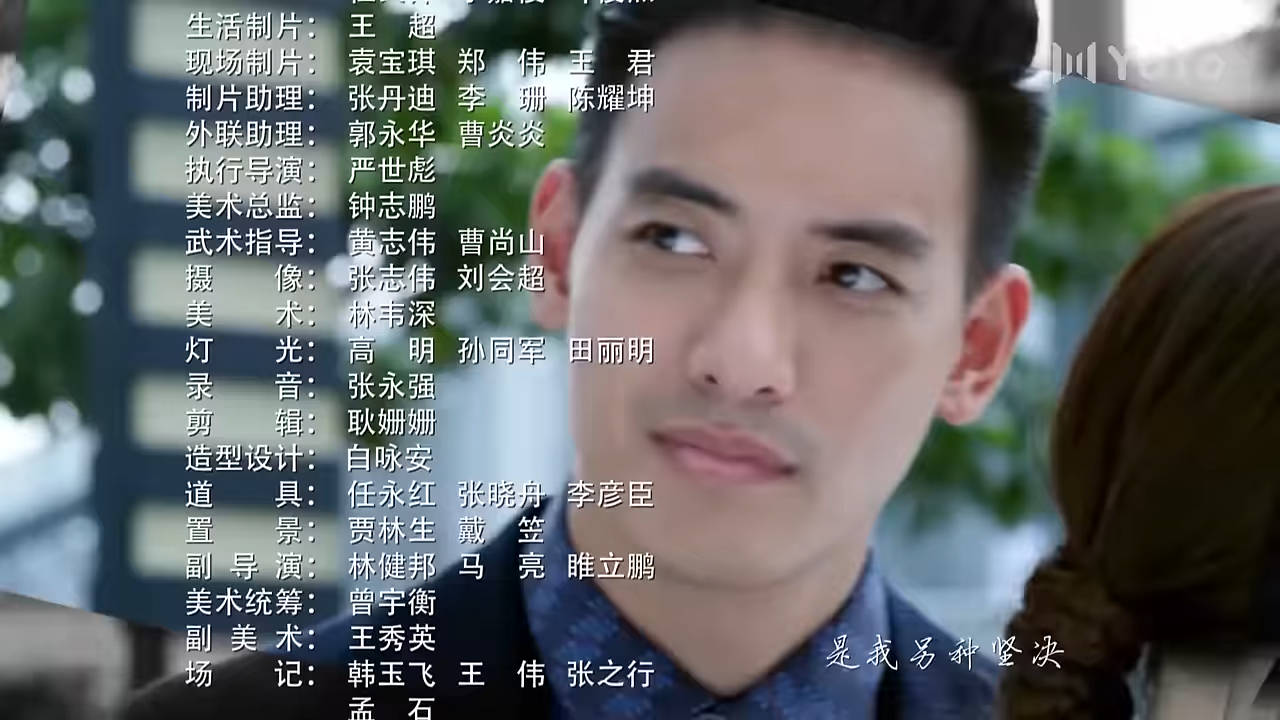 生活制片： 王 超
现场制片： 袁宝琪 郑 伟 王 君
制片助理： 张丹迪 李 珊 陈耀坤
外联助理： 郭永华 曹炎炎
执行导演： 严世彪
美术总监： 钟志鹏
武术指导： 黄志伟 曹尚山
摄 像： 张志伟 刘会超
美 术： 林韦深
灯 光： 高 明 孙同军 田丽明
录 音： 张永强
剪 辑： 耿姗姗
造型设计： 白咏安
道 具： 任永红 张晓舟 李彦臣
置 景： 贾林生 戴 笠
副 导 演： 林健邦 马 亮 睢立鹏
美术统筹： 曾宇衡
副 美 术： 王秀英
是我另种坚决
场 记： 韩玉飞 王 伟 张之行
孟 石